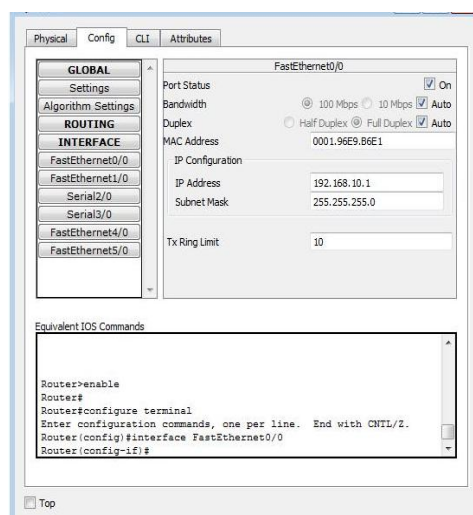 Physical Config CLI Attributes
GLOBAL
Settings
Algorithm Settings
ROUTING
INTERFACE
FastEthernet0/0
FastEthernet1/0
Serial2/0
Serial3/0
FastEthernet4/0
FastEthernet5/0
FastEthernet0/0
Port Status On
Bandwidth 100 Mbps 10 Mbps Auto
Duplex Half Duplex Full Duplex Auto
MAC Address 0001.96E9.B6E1
IP Configuration
IP Address 192.168.10.1
Subnet Mask 255.255.255.0
Tx Ring Limit 10
Equivalent IOS Commands
Router>enable
Router#
Router#configure terminal
Enter configuration commands, one per line. End with CNTL/Z.
Router(config)#interface FastEthernet0/0
Router(config-if)#
Top